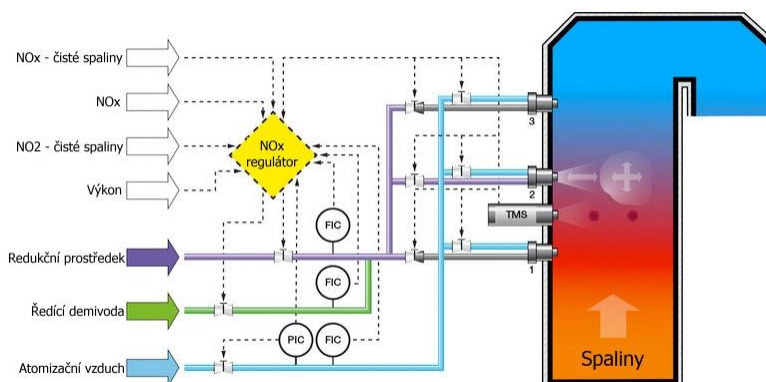 NOx - čisté spaliny
NOx
NO2 - čisté spaliny
Výkon
NOx
regulátor
Redukční prostředek
Ředící demivoda
Atomizační vzduch
FIC
FIC
PIC
FIC
3
2
TMS
1
Spaliny